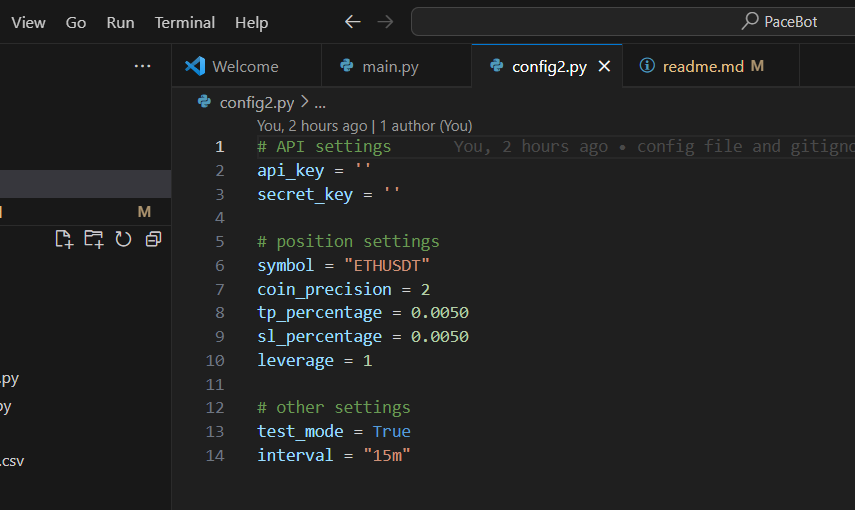 View Go Run Terminal Help PaceBot
Welcome main.py config2.py readme.md M
config2.py > ...
You, 2 hours ago | 1 author (You)
1 # API settings You, 2 hours ago • config file and gitigno
2 api_key = ''
3 secret_key = ''
4
5 # position settings
6 symbol = "ETHUSDT"
7 coin_precision = 2
8 tp_percentage = 0.0050
9 sl_percentage = 0.0050
10 leverage = 1
11
12 # other settings
13 test_mode = True
14 interval = "15m"
M
.py
py
.csv